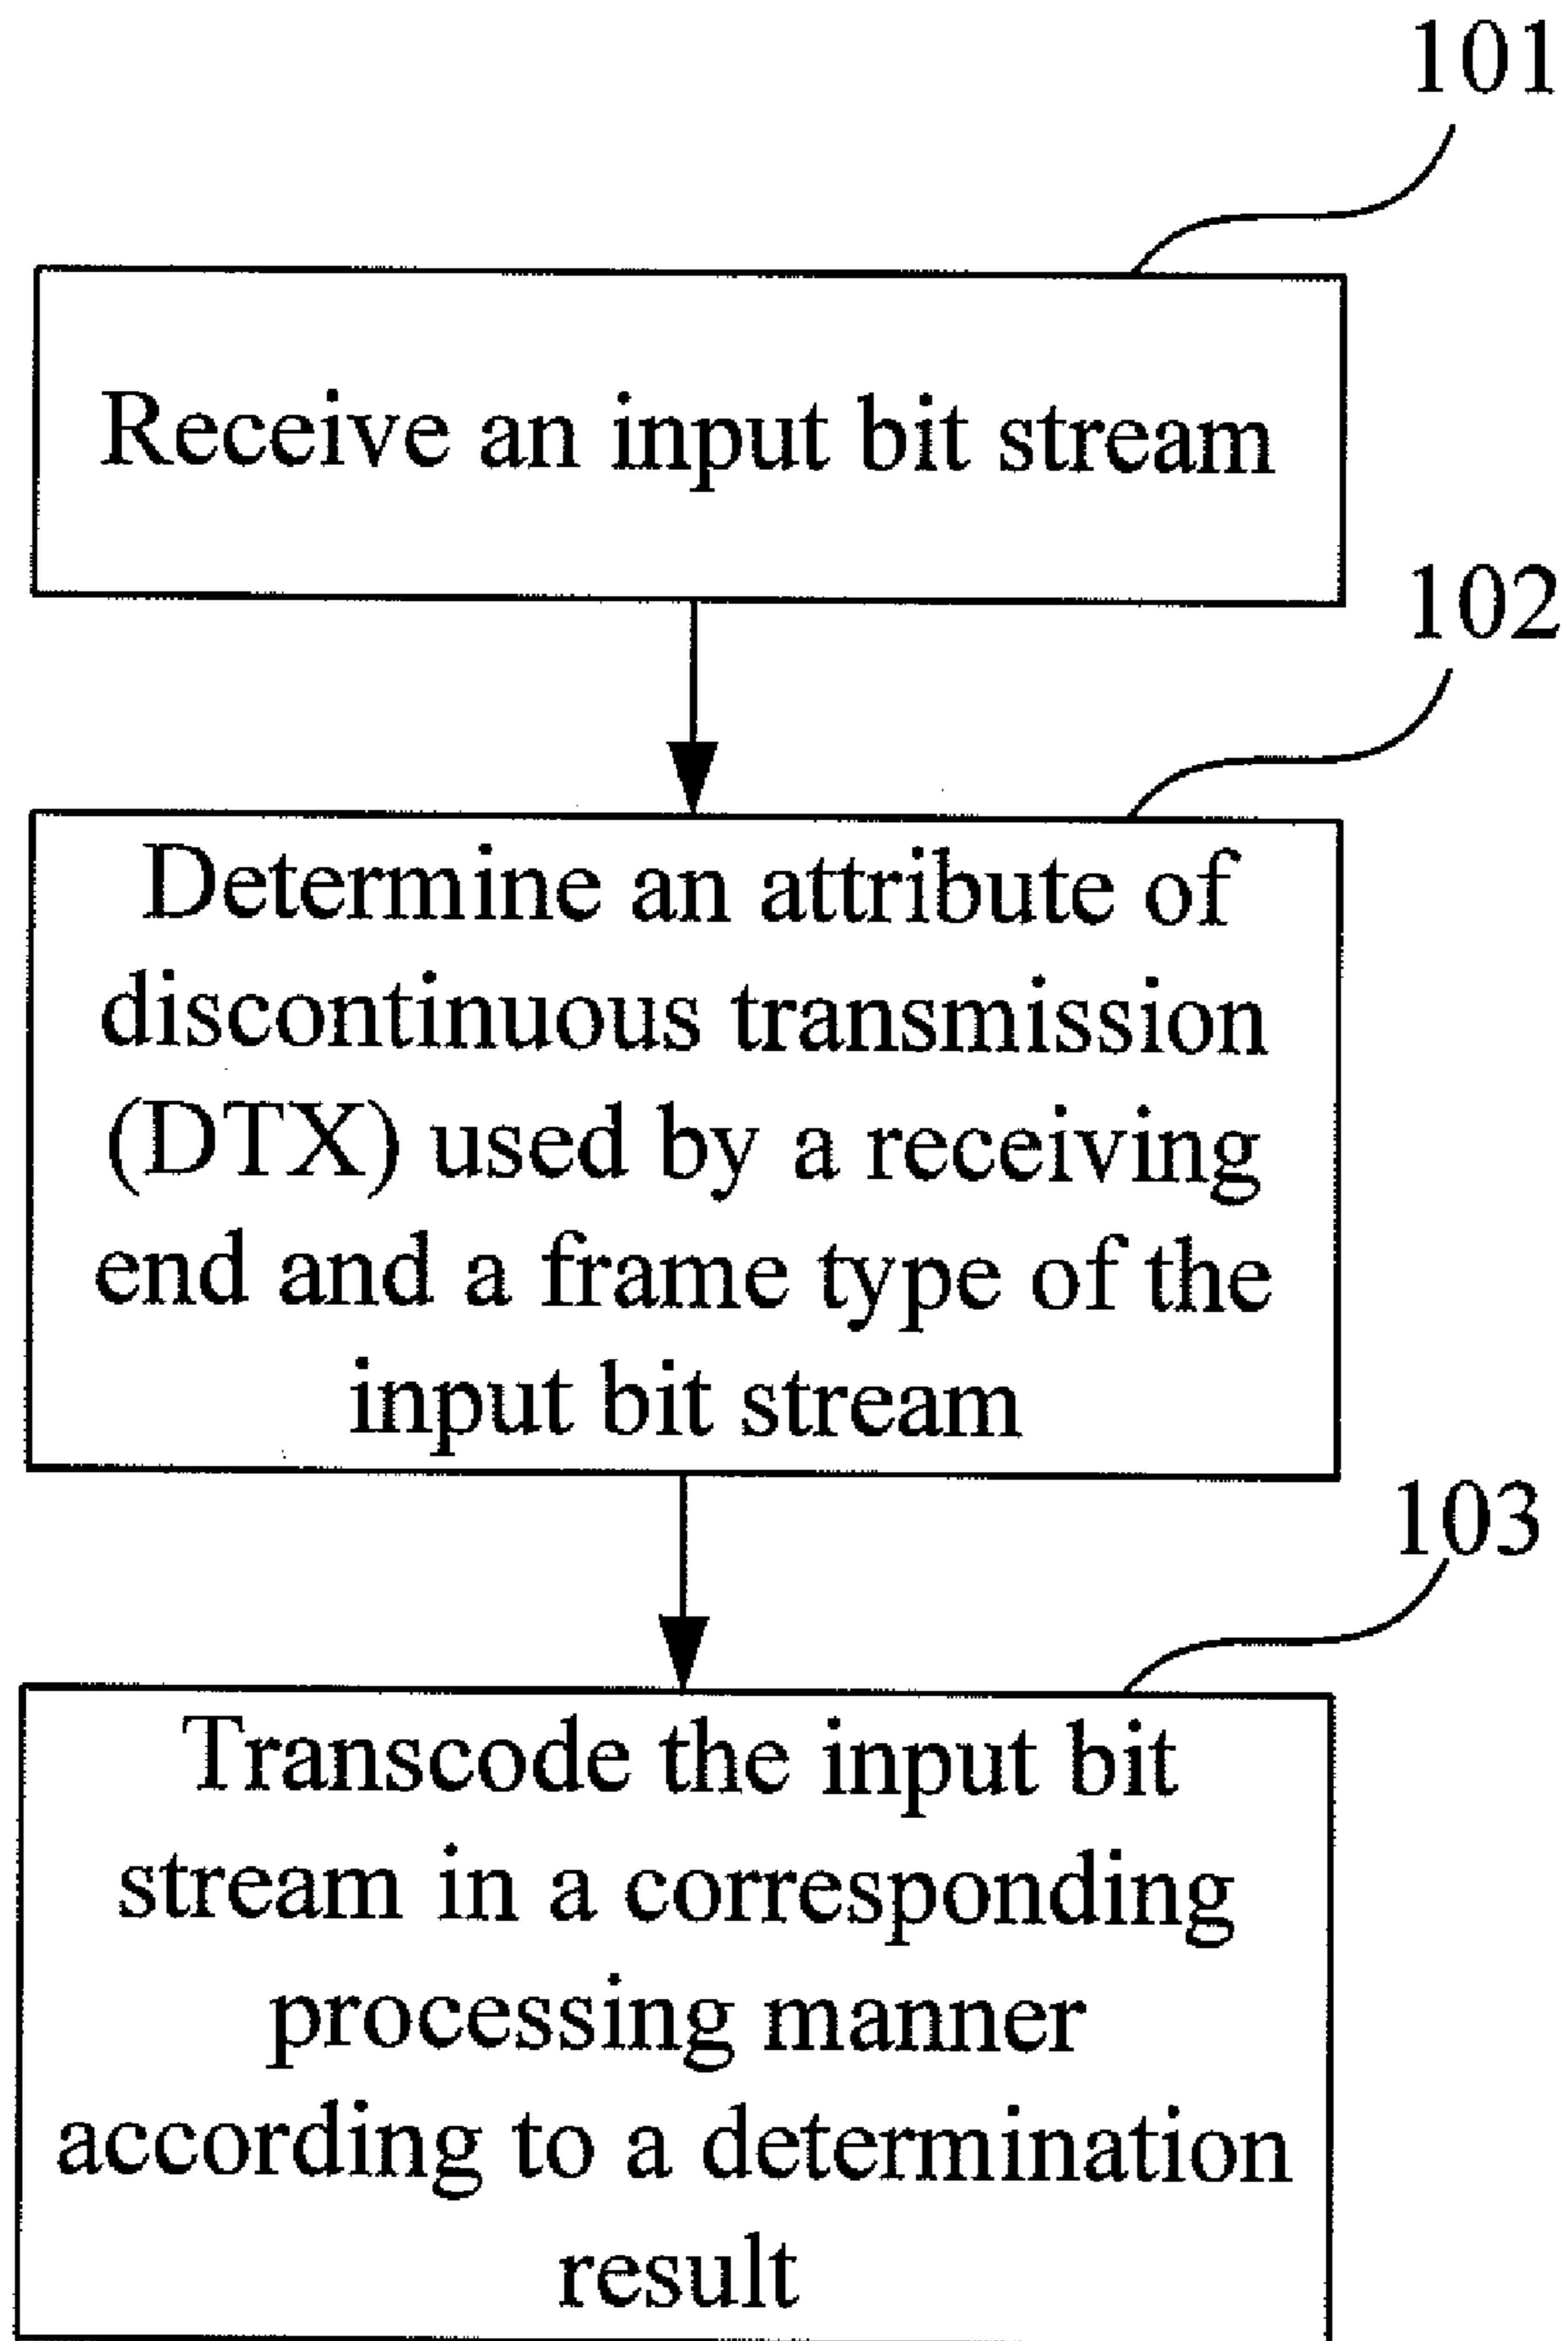 101
Receive an input bit stream
102
Determine an attribute of
discontinuous transmission
(DTX) used by a receiving
end and a frame type of the
input bit stream
103
Transcode the input bit
stream in a corresponding
processing manner
according to a determination
result